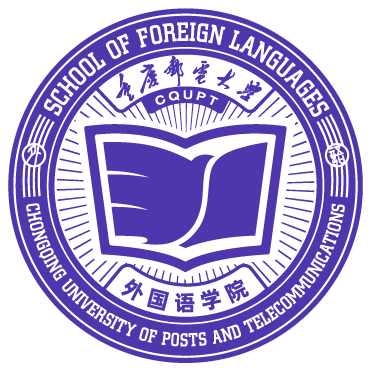 SCHOOL OF FOREIGN LANGUAGES
重庆邮电大学
CQUPT
外国语学院
CHONGQING UNIVERSITY OF POSTS AND TELECOMMUNICATIONS